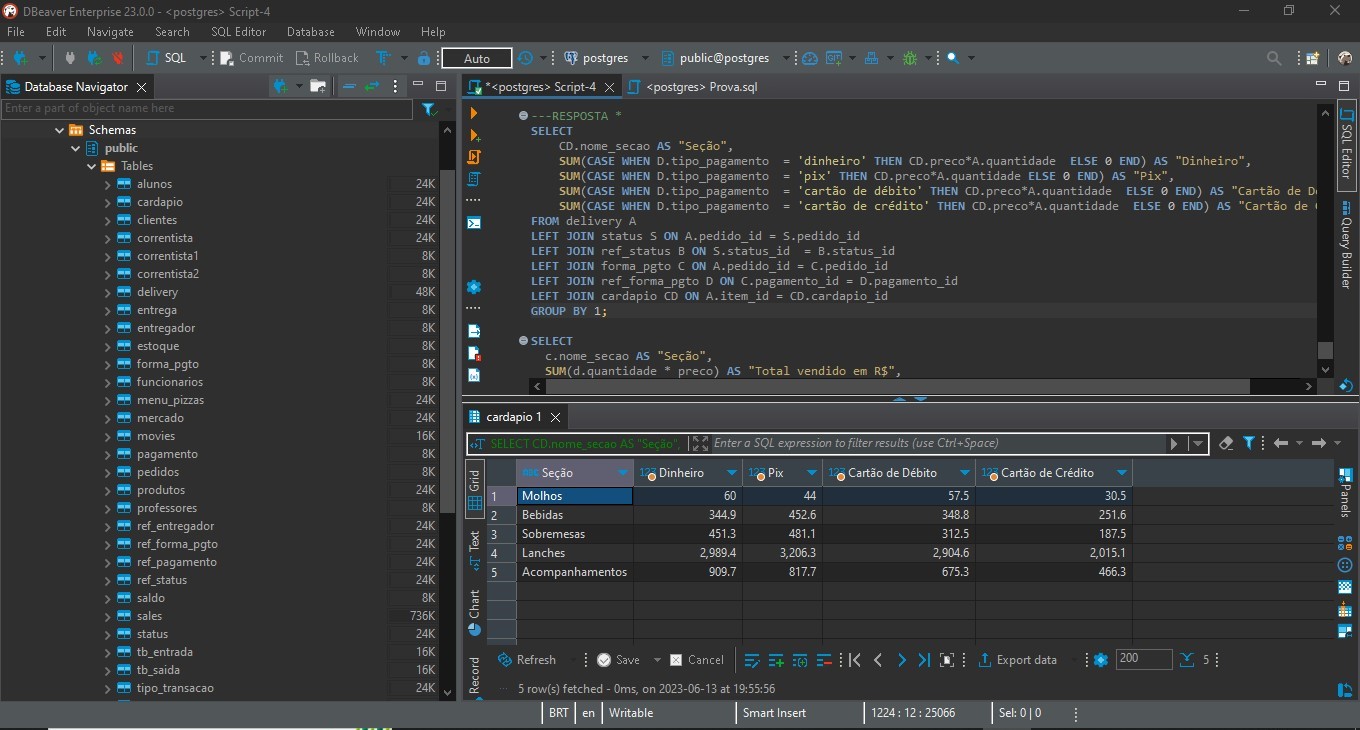 DBeaver Enterprise 23.0.0 - <postgres> Script-4
File Edit Navigate Search SQL Editor Database Window Help
SQL Commit Rollback Auto postgres public@postgres
Database Navigator
Enter a part of object name here
Schemas
public
Tables
alunos 24K
cardapio 24K
clientes 24K
correntista 24K
correntista1 8K
correntista2 8K
delivery 48K
entrega 8K
entregador 8K
estoque 8K
forma_pgto 8K
funcionarios 24K
menu_pizzas 24K
mercado 24K
movies 16K
pagamento 8K
pedidos 24K
produtos 24K
professores 8K
ref_entregador 24K
ref_forma_pgto 24K
ref_pagamento 24K
ref_status 24K
saldo 8K
sales 736K
status 24K
tb_entrada 16K
tb_saida 16K
tipo_transacao 24K
*<postgres> Script-4 <postgres> Prova.sql
---RESPOSTA *
SELECT
CD.nome_secao AS "Seção",
SUM(CASE WHEN D.tipo_pagamento = 'dinheiro' THEN CD.preco*A.quantidade ELSE 0 END) AS "Dinheiro",
SUM(CASE WHEN D.tipo_pagamento = 'pix' THEN CD.preco*A.quantidade ELSE 0 END) AS "Pix",
SUM(CASE WHEN D.tipo_pagamento = 'cartão de débito' THEN CD.preco*A.quantidade ELSE 0 END) AS "Cartão de
SUM(CASE WHEN D.tipo_pagamento = 'cartão de crédito' THEN CD.preco*A.quantidade ELSE 0 END) AS "Cartão de
FROM delivery A
LEFT JOIN status S ON A.pedido_id = S.pedido_id
LEFT JOIN ref_status B ON S.status_id = B.status_id
LEFT JOIN forma_pgto C ON A.pedido_id = C.pedido_id
LEFT JOIN ref_forma_pgto D ON C.pagamento_id = D.pagamento_id
LEFT JOIN cardapio CD ON A.item_id = CD.cardapio_id
GROUP BY 1;
SELECT
c.nome_secao AS "Seção",
SUM(d.quantidade * preco) AS "Total vendido em R$",
SQL Editor
Query Builder
cardapio 1
SELECT CD.nome_secao AS "Seção", Enter a SQL expression to filter results (use Ctrl+Space)
Grid
Text
Chart
Record
ABC Seção 123 Dinheiro 123 Pix 123 Cartão de Débito 123 Cartão de Crédito
1 Molhos 60 44 57.5 30.5
2 Bebidas 344.9 452.6 348.8 251.6
3 Sobremesas 451.3 481.1 312.5 187.5
4 Lanches 2,989.4 3,206.3 2,904.6 2,015.1
5 Acompanhamentos 909.7 817.7 675.3 466.3
Panels
Refresh Save Cancel Export data 200 5
5 row(s) fetched - 0ms, on 2023-06-13 at 19:55:56
BRT en Writable Smart Insert 1224 : 12 : 25066 Sel: 0 | 0